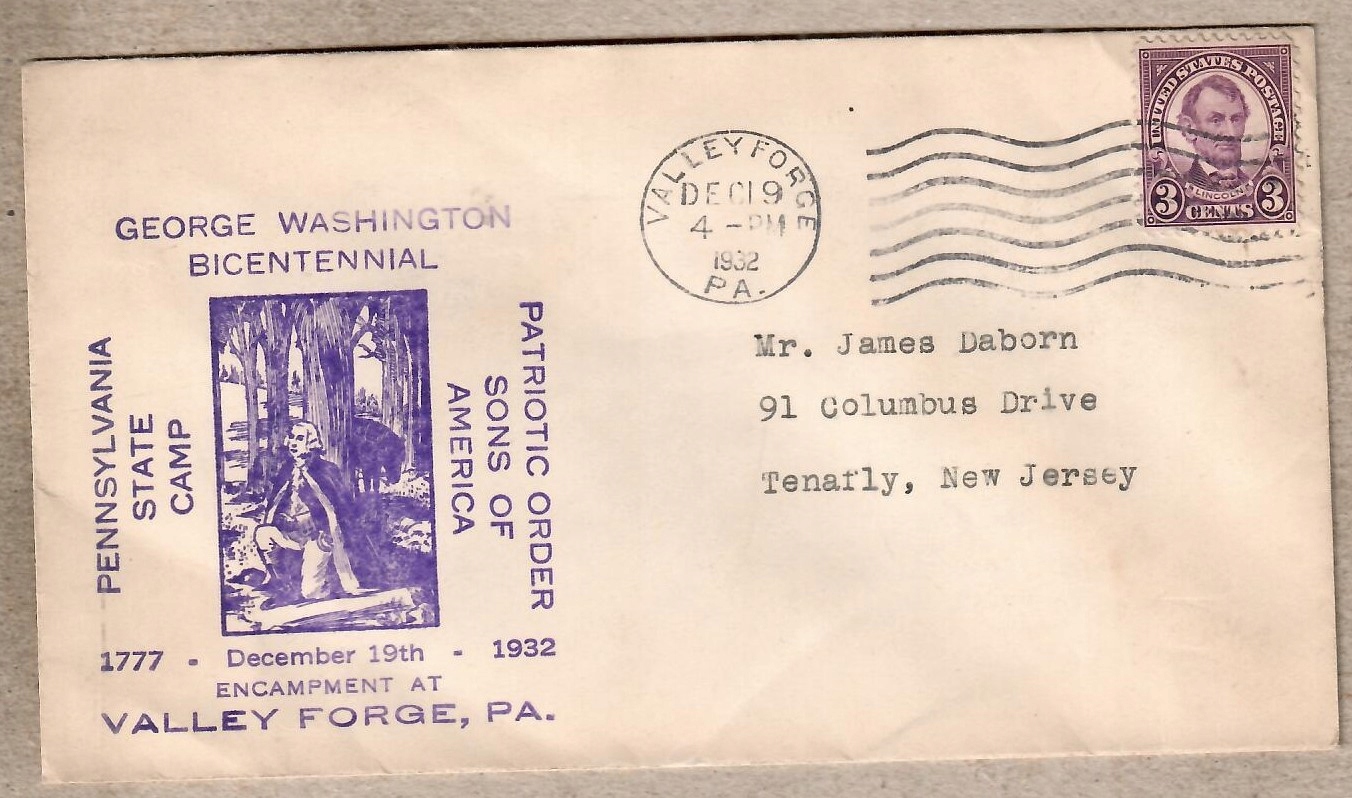 GEORGE WASHINGTON
BICENTENNIAL
PENNSYLVANIA
STATE
CAMP
PATRIOTIC ORDER
SONS OF
AMERICA
1777 - December 19th - 1932
ENCAMPMENT AT
VALLEY FORGE, PA.
VALLEY FORGE
DEC 19
4 - PM
1932
PA.
UNITED STATES POSTAGE
LINCOLN
3 CENTS 3
Mr. James Daborn
91 Columbus Drive
Tenafly, New Jersey